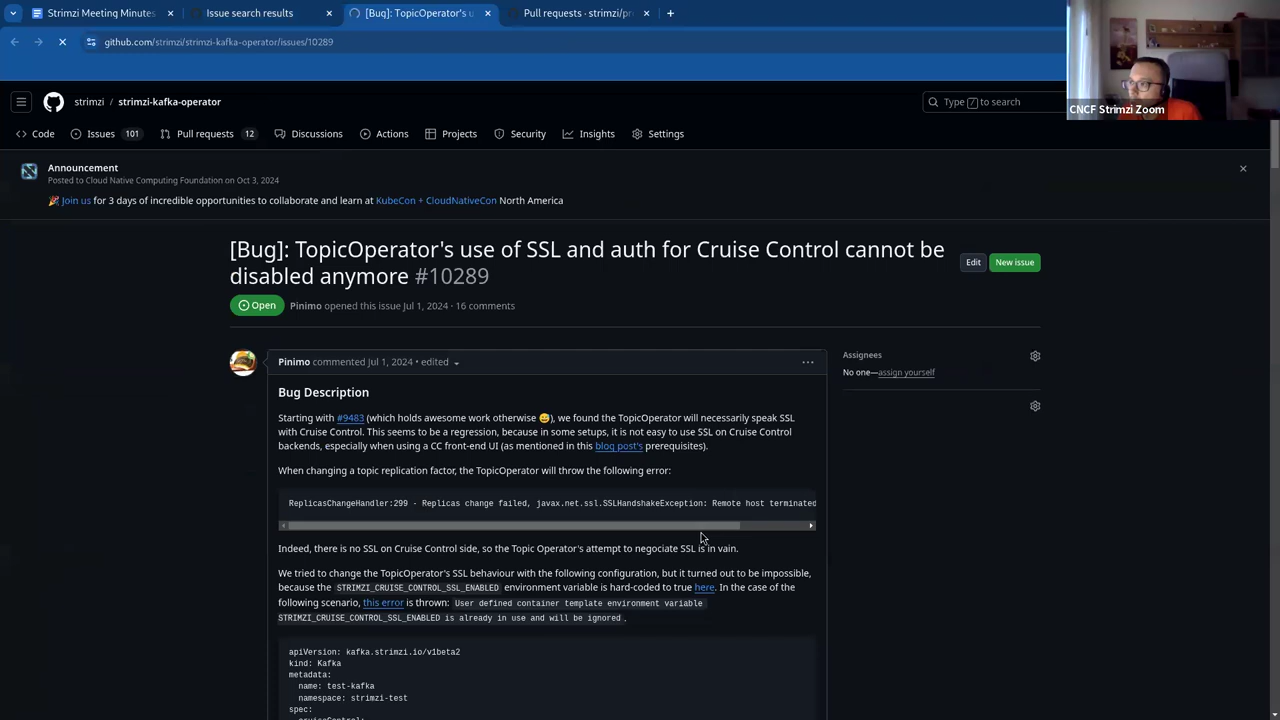 Strimzi Meeting Minutes
Issue search results
[Bug]: TopicOperator's u
Pull requests · strimzi/pr
github.com/strimzi/strimzi-kafka-operator/issues/10289
CNCF Strimzi Zoom
strimzi / strimzi-kafka-operator
Type / to search
Code
Issues 101
Pull requests 12
Discussions
Actions
Projects
Security
Insights
Settings
Announcement
Posted to Cloud Native Computing Foundation on Oct 3, 2024
🎉 Join us for 3 days of incredible opportunities to collaborate and learn at KubeCon + CloudNativeCon North America
[Bug]: TopicOperator's use of SSL and auth for Cruise Control cannot be
disabled anymore #10289
Edit
New issue
Open
Pinimo opened this issue Jul 1, 2024 · 16 comments
Pinimo commented Jul 1, 2024 • edited
Assignees
No one—assign yourself
Bug Description
Starting with #9483 (which holds awesome work otherwise 😅), we found the TopicOperator will necessarily speak SSL
with Cruise Control. This seems to be a regression, because in some setups, it is not easy to use SSL on Cruise Control
backends, especially when using a CC front-end UI (as mentioned in this blog post's prerequisites).
When changing a topic replication factor, the TopicOperator will throw the following error:
ReplicasChangeHandler:299 - Replicas change failed, javax.net.ssl.SSLHandshakeException: Remote host terminated
Indeed, there is no SSL on Cruise Control side, so the Topic Operator's attempt to negociate SSL is in vain.
We tried to change the TopicOperator's SSL behaviour with the following configuration, but it turned out to be impossible,
because the STRIMZI_CRUISE_CONTROL_SSL_ENABLED environment variable is hard-coded to true here. In the case of the
following scenario, this error is thrown: User defined container template environment variable
STRIMZI_CRUISE_CONTROL_SSL_ENABLED is already in use and will be ignored .
apiVersion: kafka.strimzi.io/v1beta2
kind: Kafka
metadata:
name: test-kafka
namespace: strimzi-test
spec:
cruiseControl: